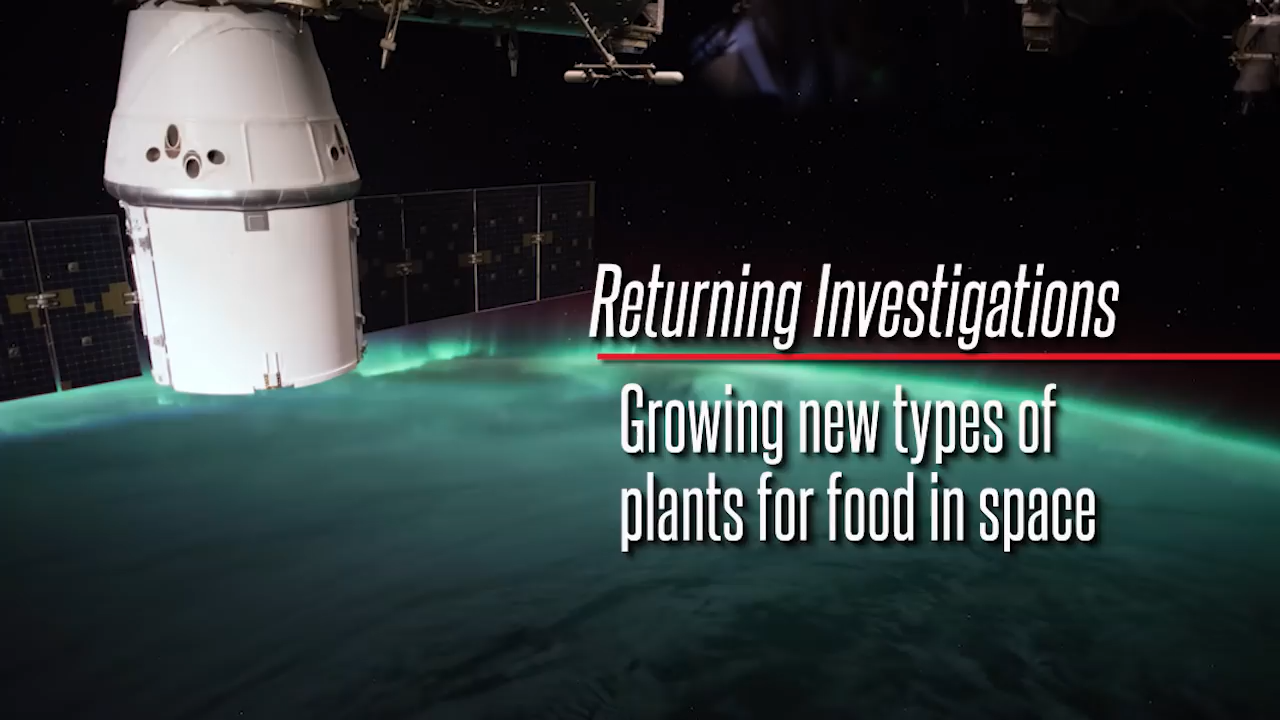 Returning Investigations
Growing new types of
plants for food in space